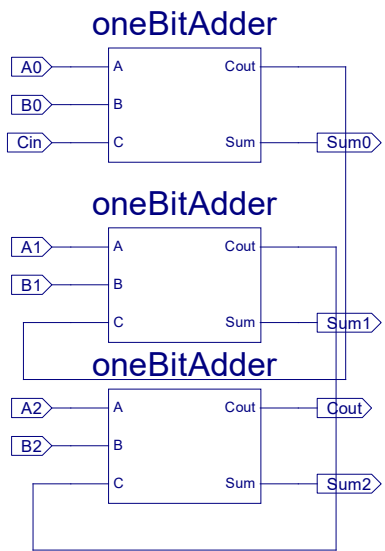 oneBitAdder
A0 A Cout
B0 B
Cin C Sum Sum0
oneBitAdder
A1 A Cout
B1 B
C Sum Sum1
oneBitAdder
A2 A Cout Cout
B2 B
C Sum Sum2